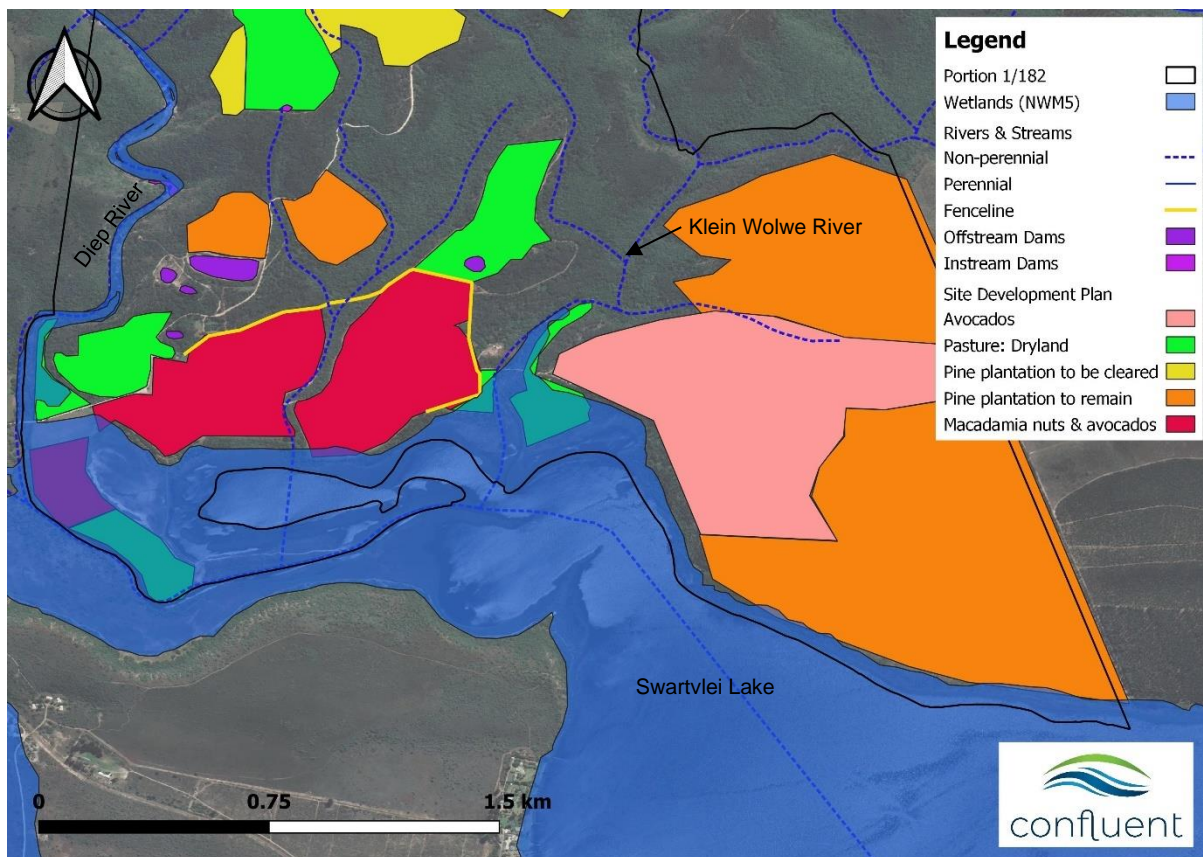 Legend
Portion 1/182
Wetlands (NWM5)
Rivers & Streams
Non-perennial
Perennial
Fenceline
Offstream Dams
Instream Dams
Site Development Plan
Avocados
Pasture: Dryland
Pine plantation to be cleared
Pine plantation to remain
Macadamia nuts & avocados
Diep River
Klein Wolwe River
Swartvlei Lake
0 0.75 1.5 km
confluent